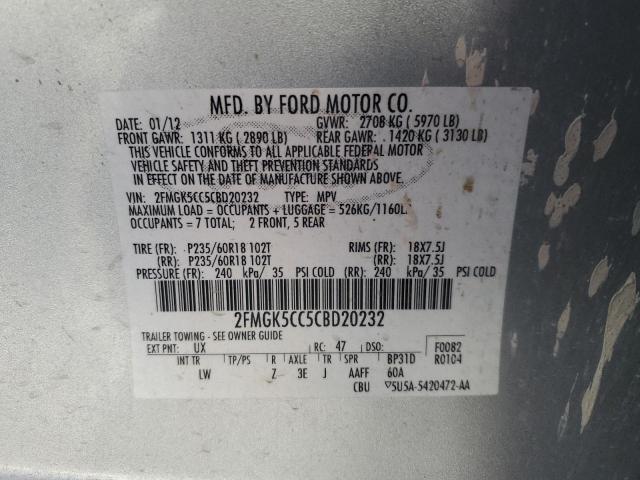 MFD. BY FORD MOTOR CO.
DATE: 01/12 GVWR: 2708 KG ( 5970 LB)
FRONT GAWR: 1311 KG ( 2890 LB) REAR GAWR: 1420 KG ( 3130 LB)
THIS VEHICLE CONFORMS TO ALL APPLICABLE FEDERAL MOTOR
VEHICLE SAFETY AND THEFT PREVENTION STANDARDS
IN EFFECT ON THE DATE OF MANUFACTURE SHOWN ABOVE.
VIN: 2FMGK5CC5CBD20232 TYPE: MPV
MAXIMUM LOAD = OCCUPANTS + LUGGAGE = 526KG/1160L
OCCUPANTS = 7 TOTAL; 2 FRONT, 5 REAR
TIRE (FR): P235/60R18 102T RIMS (FR): 18X7.5J
(RR): P235/60R18 102T (RR): 18X7.5J
PRESSURE (FR): 240 kPa/ 35 PSI COLD (RR): 240 kPa/ 35 PSI COLD
2FMGK5CC5CBD20232
TRAILER TOWING - SEE OWNER GUIDE
EXT PNT: UX RC: 47 DSO: F0082
INT TR TP/PS R AXLE TR SPR BP31D R0104
LW Z 3E J AAFF 60A
CBU 5U5A-5420472-AA